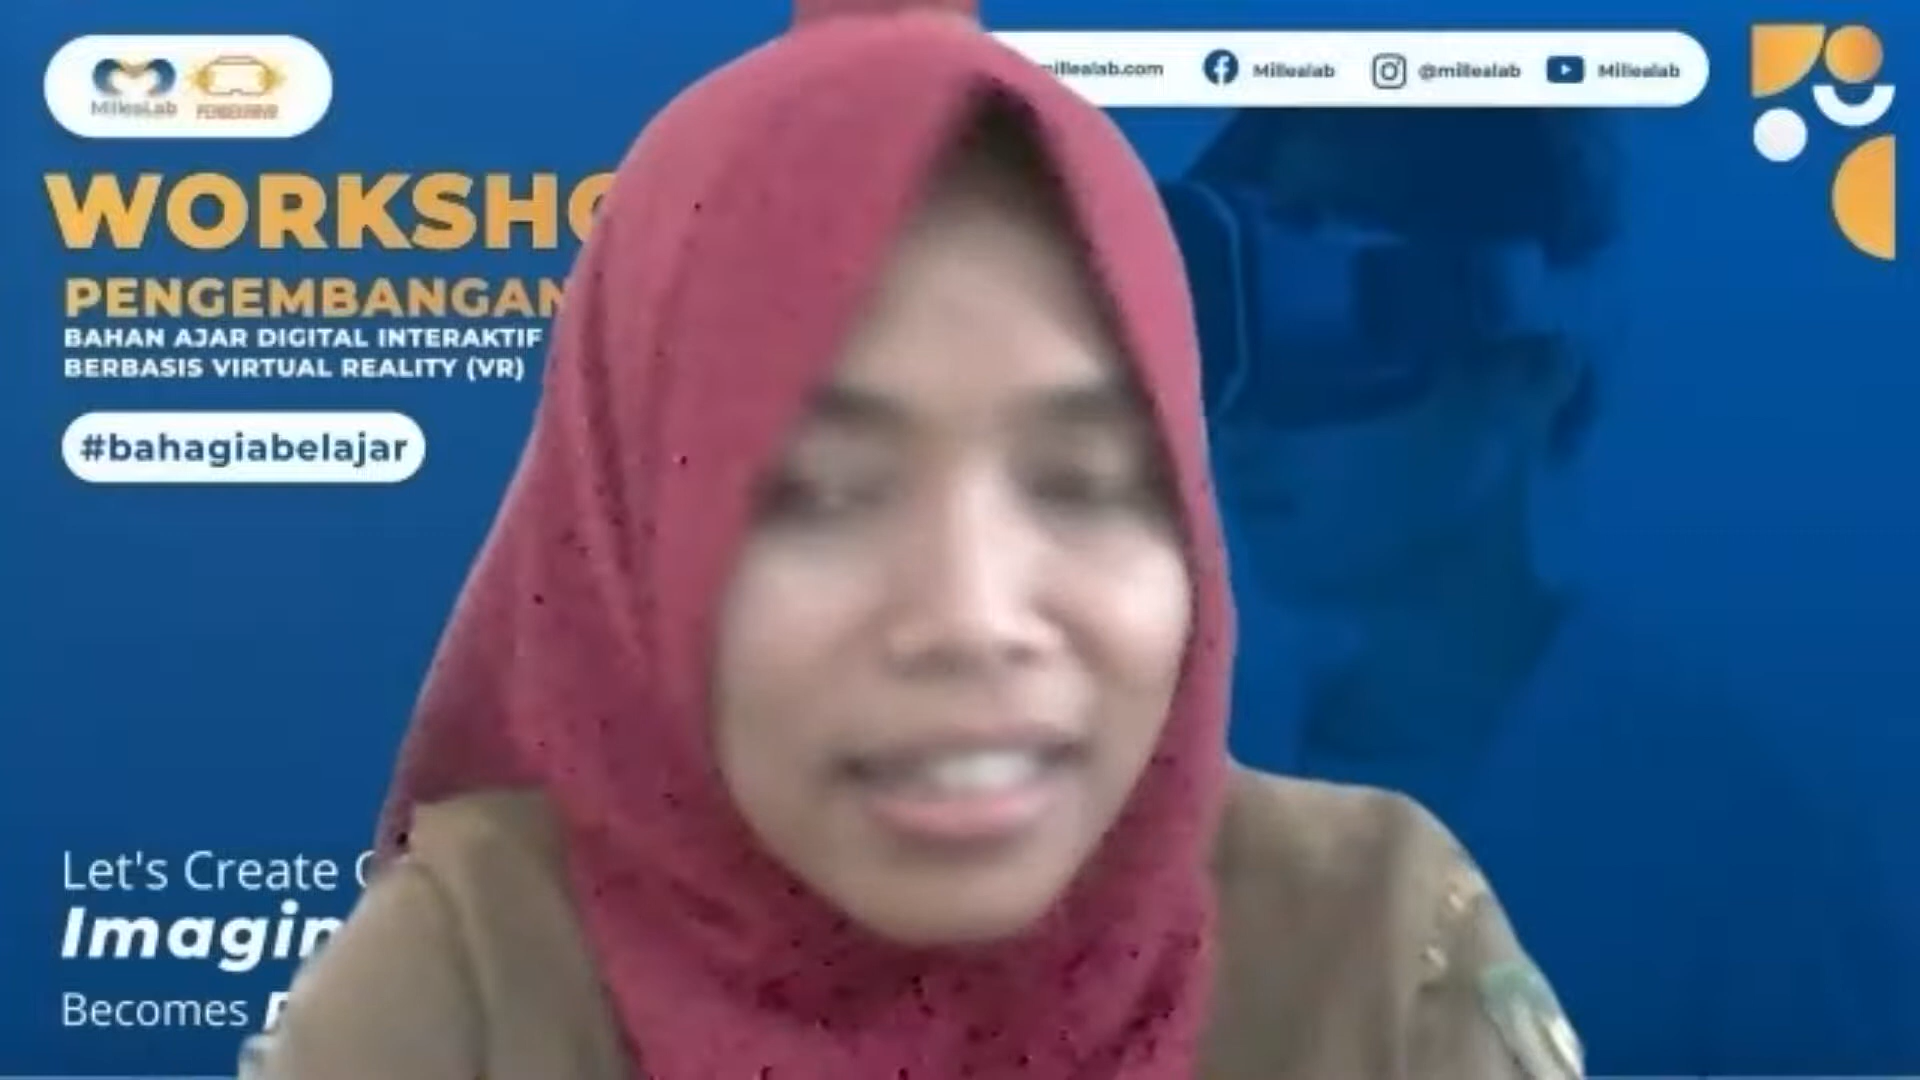 MilleaLab
millealab.com Millealab @millealab Millealab
WORKSHO
PENGEMBANGAN
BAHAN AJAR DIGITAL INTERAKTIF
BERBASIS VIRTUAL REALITY (VR)
#bahagiabelajar
Let's Create
Imagin
Becomes